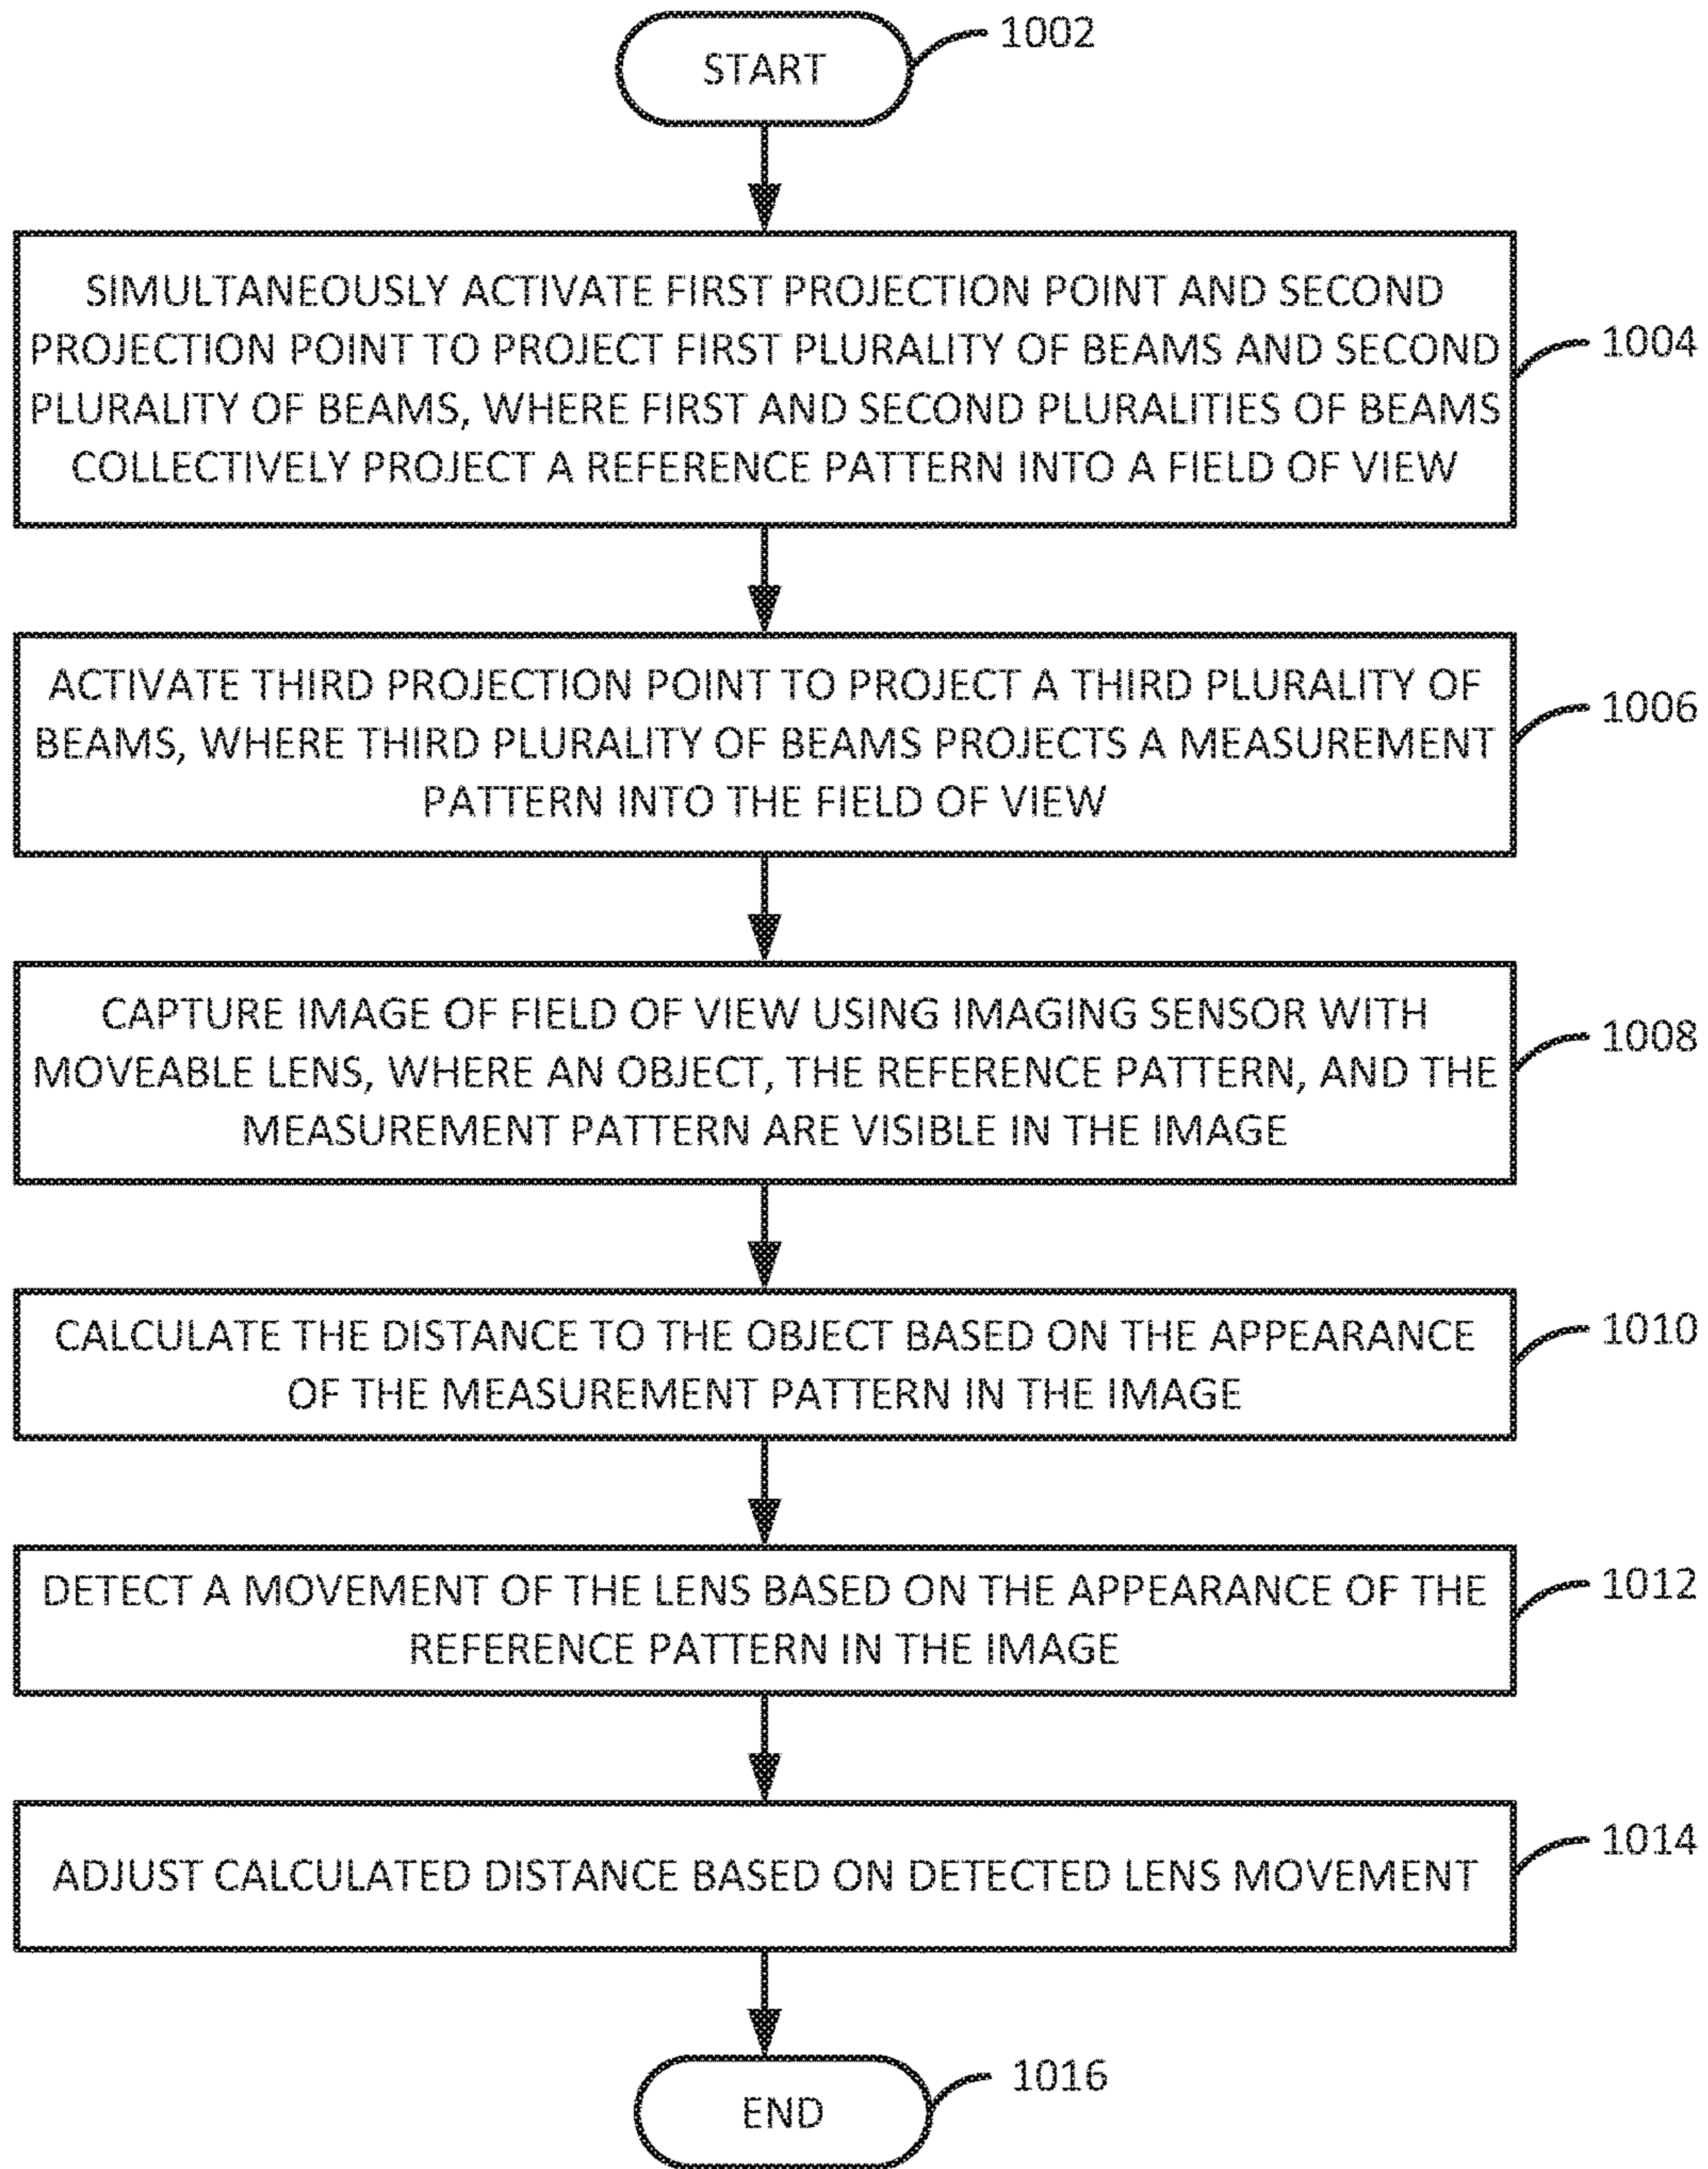 START
1002
SIMULTANEOUSLY ACTIVATE FIRST PROJECTION POINT AND SECOND
PROJECTION POINT TO PROJECT FIRST PLURALITY OF BEAMS AND SECOND
PLURALITY OF BEAMS, WHERE FIRST AND SECOND PLURALITIES OF BEAMS
COLLECTIVELY PROJECT A REFERENCE PATTERN INTO A FIELD OF VIEW
1004
ACTIVATE THIRD PROJECTION POINT TO PROJECT A THIRD PLURALITY OF
BEAMS, WHERE THIRD PLURALITY OF BEAMS PROJECTS A MEASUREMENT
PATTERN INTO THE FIELD OF VIEW
1006
CAPTURE IMAGE OF FIELD OF VIEW USING IMAGING SENSOR WITH
MOVEABLE LENS, WHERE AN OBJECT, THE REFERENCE PATTERN, AND THE
MEASUREMENT PATTERN ARE VISIBLE IN THE IMAGE
1008
CALCULATE THE DISTANCE TO THE OBJECT BASED ON THE APPEARANCE
OF THE MEASUREMENT PATTERN IN THE IMAGE
1010
DETECT A MOVEMENT OF THE LENS BASED ON THE APPEARANCE OF THE
REFERENCE PATTERN IN THE IMAGE
1012
ADJUST CALCULATED DISTANCE BASED ON DETECTED LENS MOVEMENT
1014
END
1016